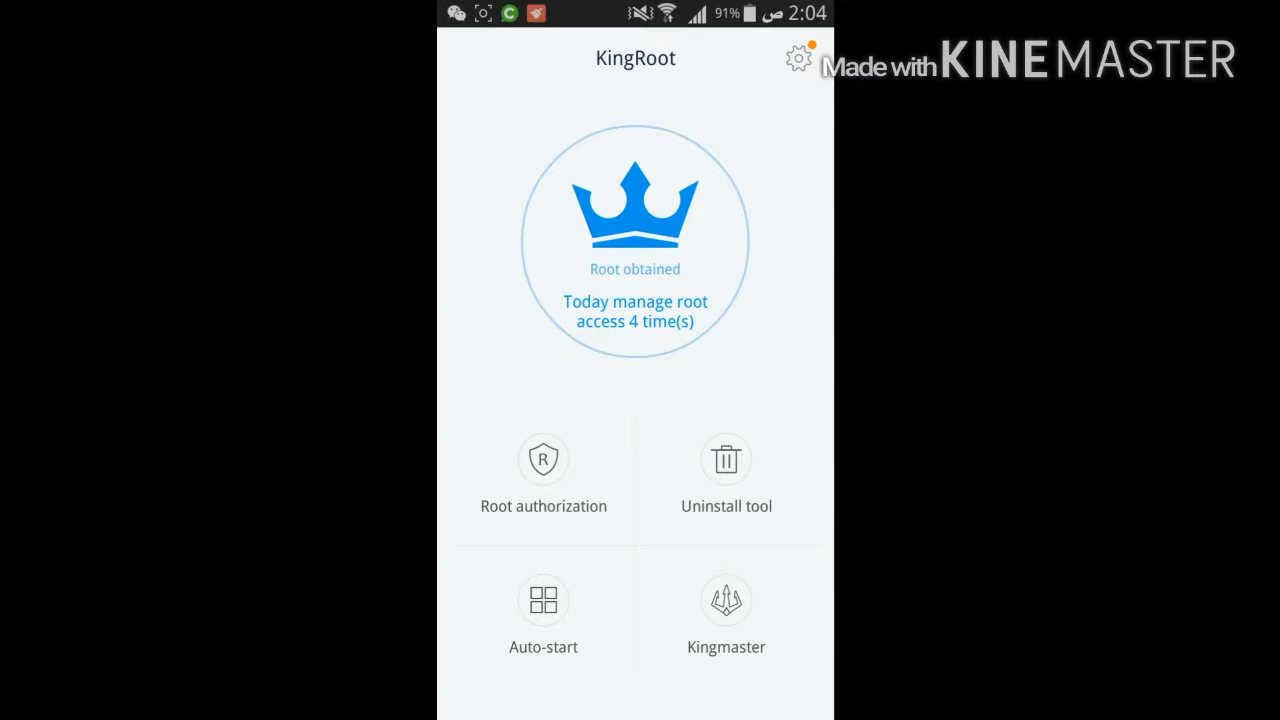 91% ص 2:04
KingRoot
Made with KINEMASTER
Root obtained
Today manage root
access 4 time(s)
R
Root authorization
Uninstall tool
Auto-start
Kingmaster